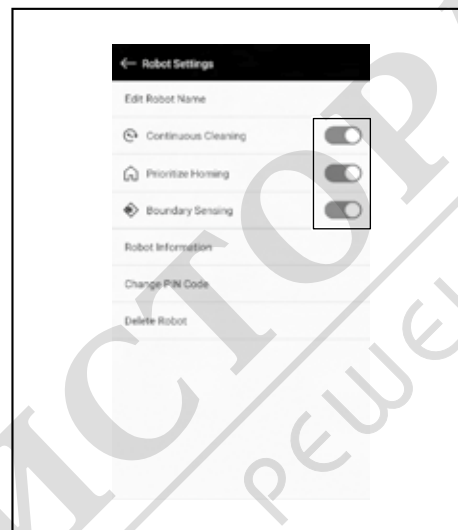 Robot Settings
Edit Robot Name
Continuous Cleaning
Prioritize Homing
Boundary Sensing
Robot Information
Change PIN Code
Delete Robot